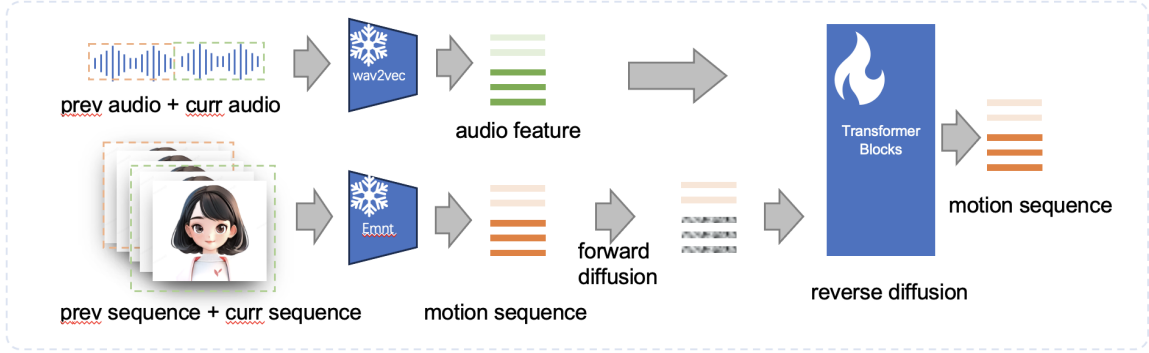 wav2vec
prev audio + curr audio
audio feature
Transformer
Blocks
Emnt
motion sequence
forward
diffusion
prev sequence + curr sequence
motion sequence
reverse diffusion